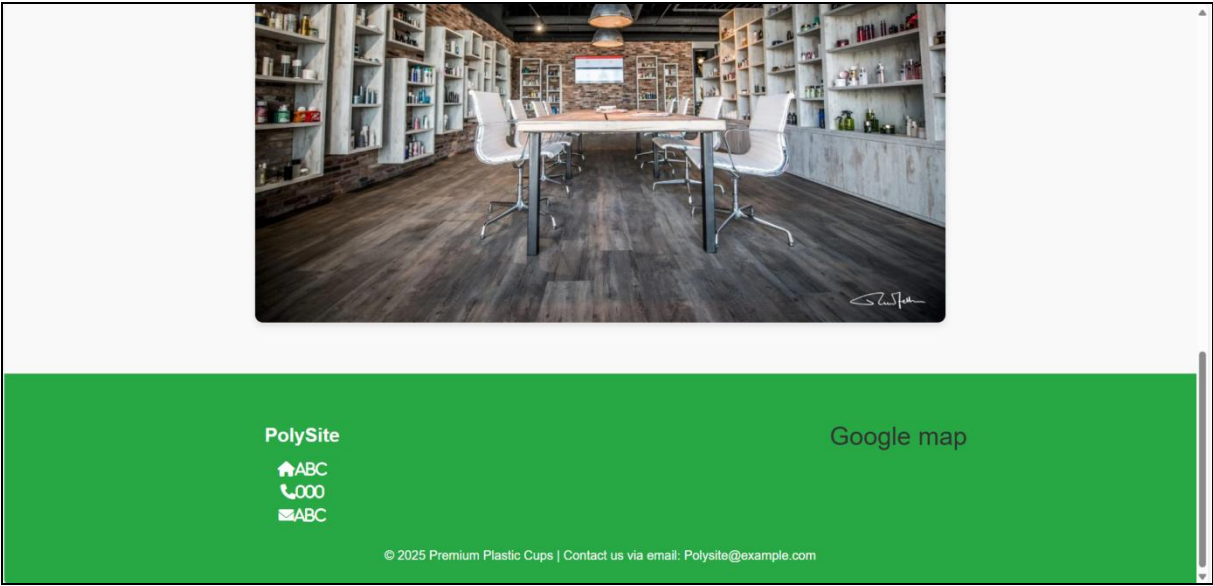 PolySite
ABC
000
ABC
Google map
© 2025 Premium Plastic Cups | Contact us via email: Polysite@example.com